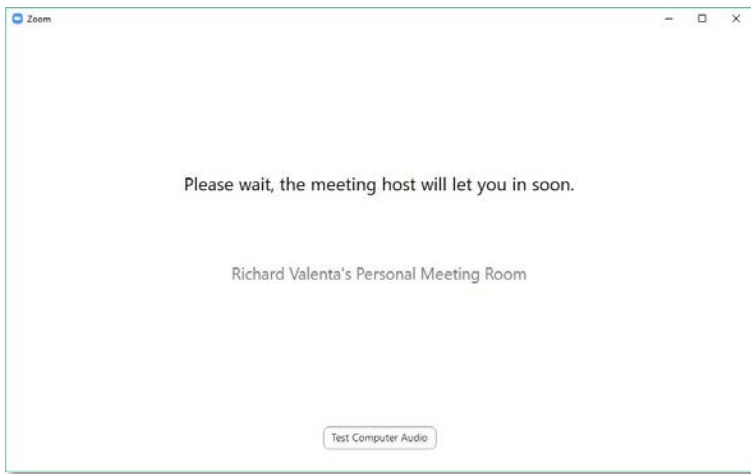 Zoom
Please wait, the meeting host will let you in soon.
Richard Valenta's Personal Meeting Room
Test Computer Audio